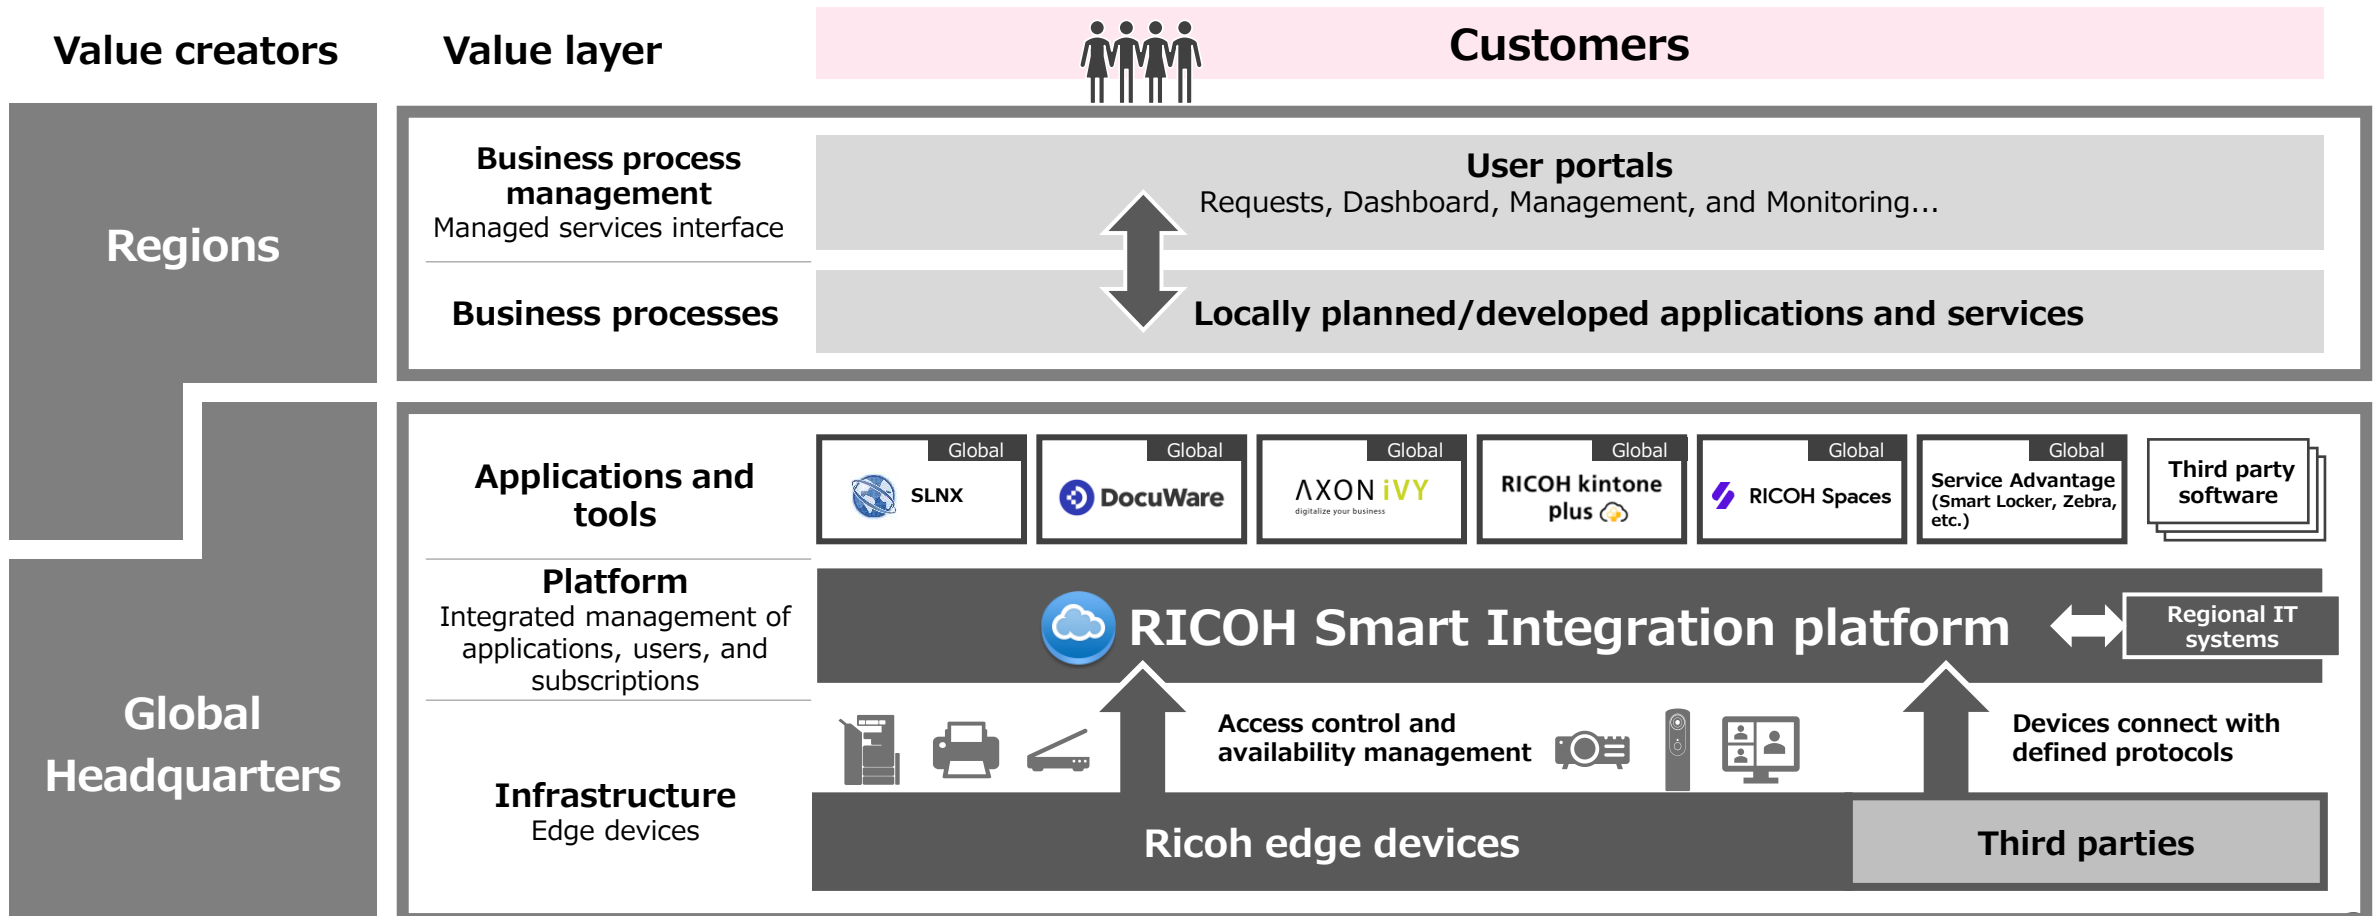 Value creators
Value layer
Customers
Regions
Business process
management
Managed services interface
User portals
Requests, Dashboard, Management, and Monitoring...
Business processes
Locally planned/developed applications and services
Global
Headquarters
Applications and
tools
Global
SLNX
Global
DocuWare
Global
AXON iVY
digitalize your business
Global
RICOH kintone
plus
Global
RICOH Spaces
Global
Service Advantage
(Smart Locker, Zebra,
etc.)
Third party
software
Platform
Integrated management of
applications, users, and
subscriptions
RICOH Smart Integration platform
Regional IT
systems
Infrastructure
Edge devices
Access control and
availability management
Devices connect with
defined protocols
Ricoh edge devices
Third parties